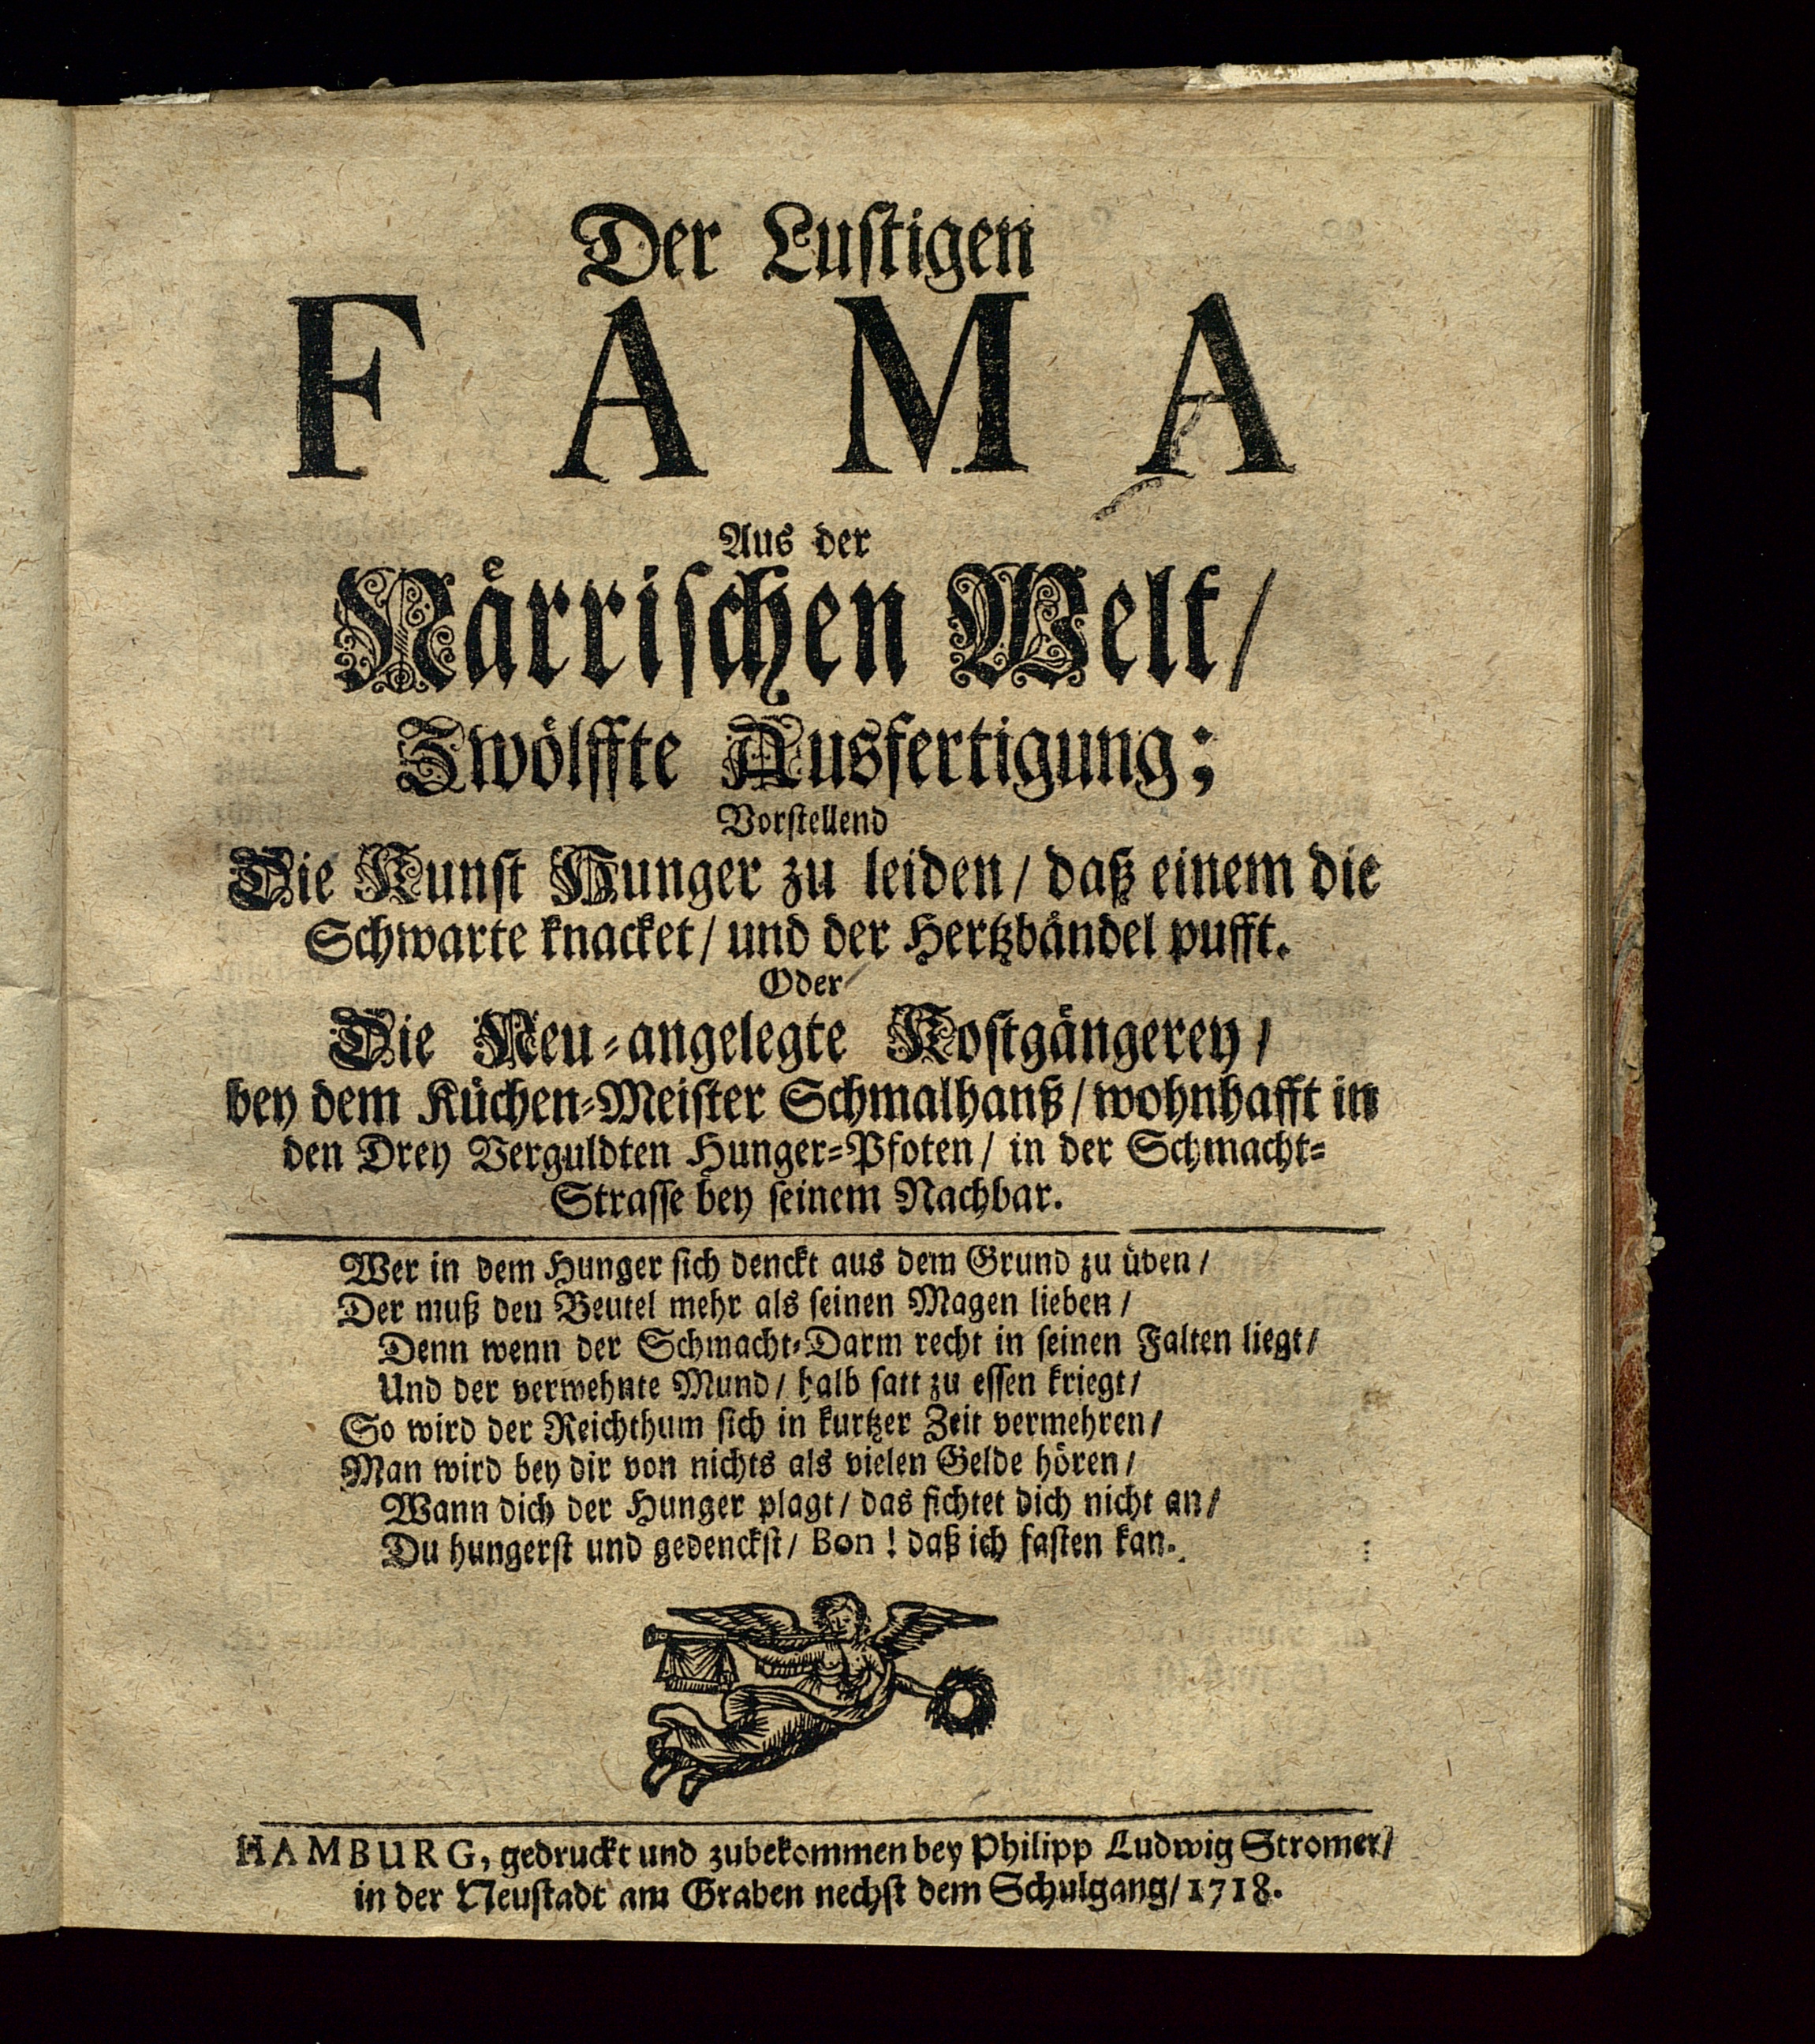 Der Lustigen
FAMA
Aus der
Närrischen Welt/
Zwölffte Ausfertigung;
Vorstellend
Die Kunst Hunger zu leiden/ daß einem die
Schwarte knacket/ und der Hertzbändel pufft.
Oder
Die Neu-angelegte Kostgängerey/
bey dem Küchen-Meister Schmalhanß/ wohnhafft in
den Drey Verguldten Hunger-Pfoten/ in der Schmacht-
Strasse bey seinem Nachbar.
Wer in dem Hunger sich denckt aus dem Grund zu üben/
Der muß den Beutel mehr als seinen Magen lieben/
Denn wenn der Schmacht-Darm recht in seinen Falten liegt/
Und der verwehnte Mund/ halb satt zu essen kriegt/
So wird der Reichthum sich in kurtzer Zeit vermehren/
Man wird bey dir von nichts als vielen Gelde hören/
Wann dich der Hunger plagt/ das fichtet dich nicht an/
Du hungerst und gedenckst/ Bon! daß ich fasten kan.
HAMBURG, gedruckt und zubekommen bey Philipp Ludwig Stromer/
in der Neustadt am Graben nechst dem Schulgang/ 1718.